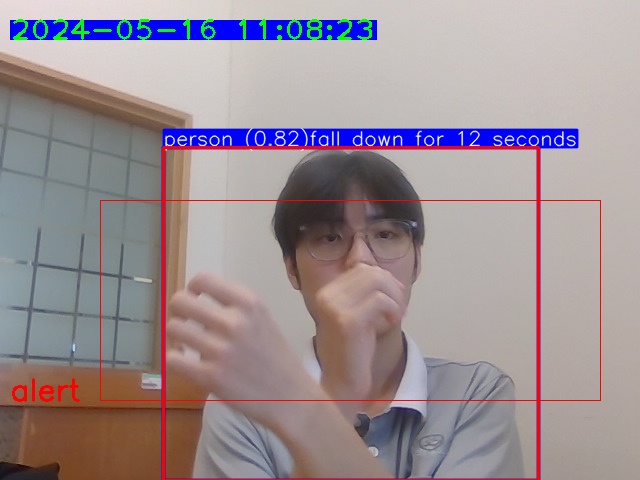 2024-05-16 11:08:23
person (0.82)fall down for 12 seconds
alert